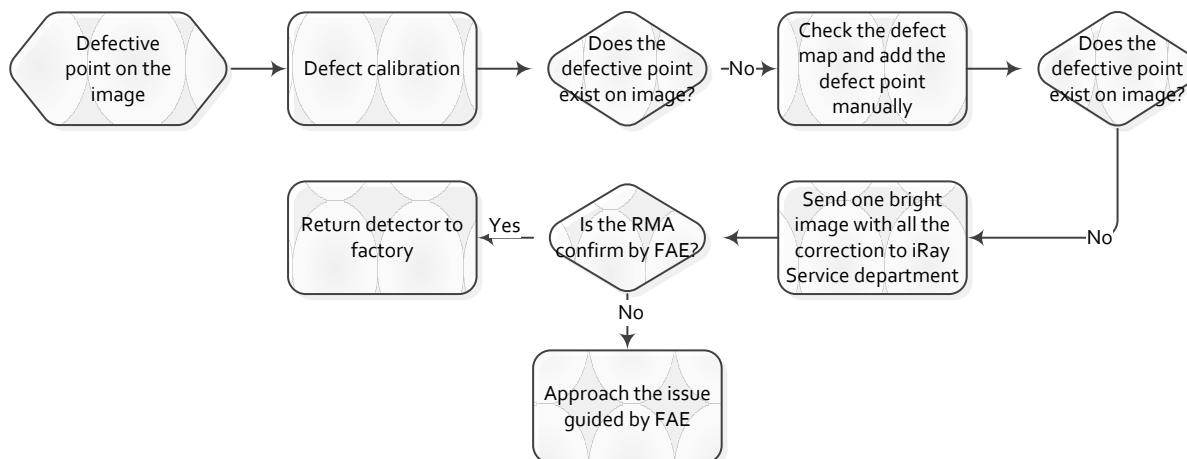 Defective
point on the
image
Defect calibration
Does the
defective point
exist on image?
No
Check the defect
map and add the
defect point
manually
Does the
defective point
exist on image?
No
Send one bright
image with all the
correction to iRay
Service department
Is the RMA
confirm by FAE?
Yes
Return detector to
factory
No
Approach the issue
guided by FAE